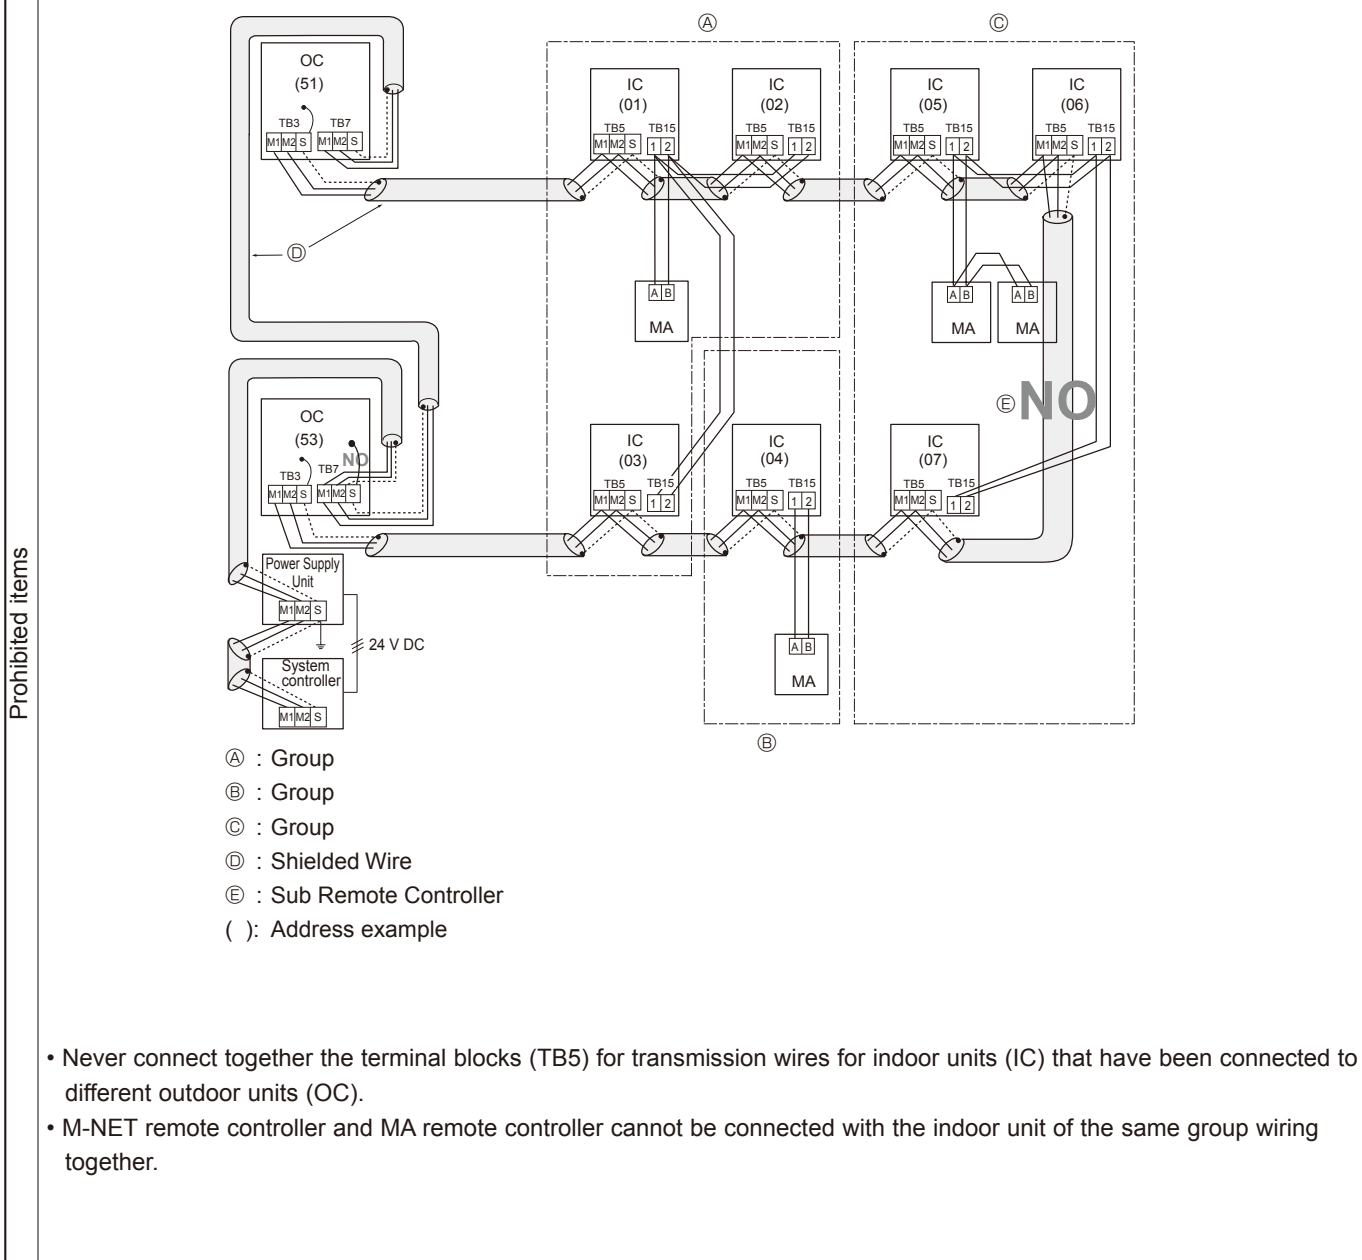 Prohibited items
Ⓐ Ⓒ
OC
(51)
TB3 TB7
M1 M2 S M1 M2 S
IC
(01)
TB5 TB15
M1 M2 S 1 2
IC
(02)
TB5 TB15
M1 M2 S 1 2
IC
(05)
TB5 TB15
M1 M2 S 1 2
IC
(06)
TB5 TB15
M1 M2 S 1 2
Ⓓ
A B
MA
A B
MA
A B
MA
Ⓔ NO
OC
(53)
NO
TB3 TB7
M1 M2 S M1 M2 S
IC
(03)
TB5 TB15
M1 M2 S 1 2
IC
(04)
TB5 TB15
M1 M2 S 1 2
IC
(07)
TB5 TB15
M1 M2 S 1 2
Power Supply
Unit
M1 M2 S
24 V DC
System
controller
M1 M2 S
A B
MA
Ⓑ
Ⓐ : Group
Ⓑ : Group
Ⓒ : Group
Ⓓ : Shielded Wire
Ⓔ : Sub Remote Controller
( ): Address example
• Never connect together the terminal blocks (TB5) for transmission wires for indoor units (IC) that have been connected to
different outdoor units (OC).
• M-NET remote controller and MA remote controller cannot be connected with the indoor unit of the same group wiring
together.